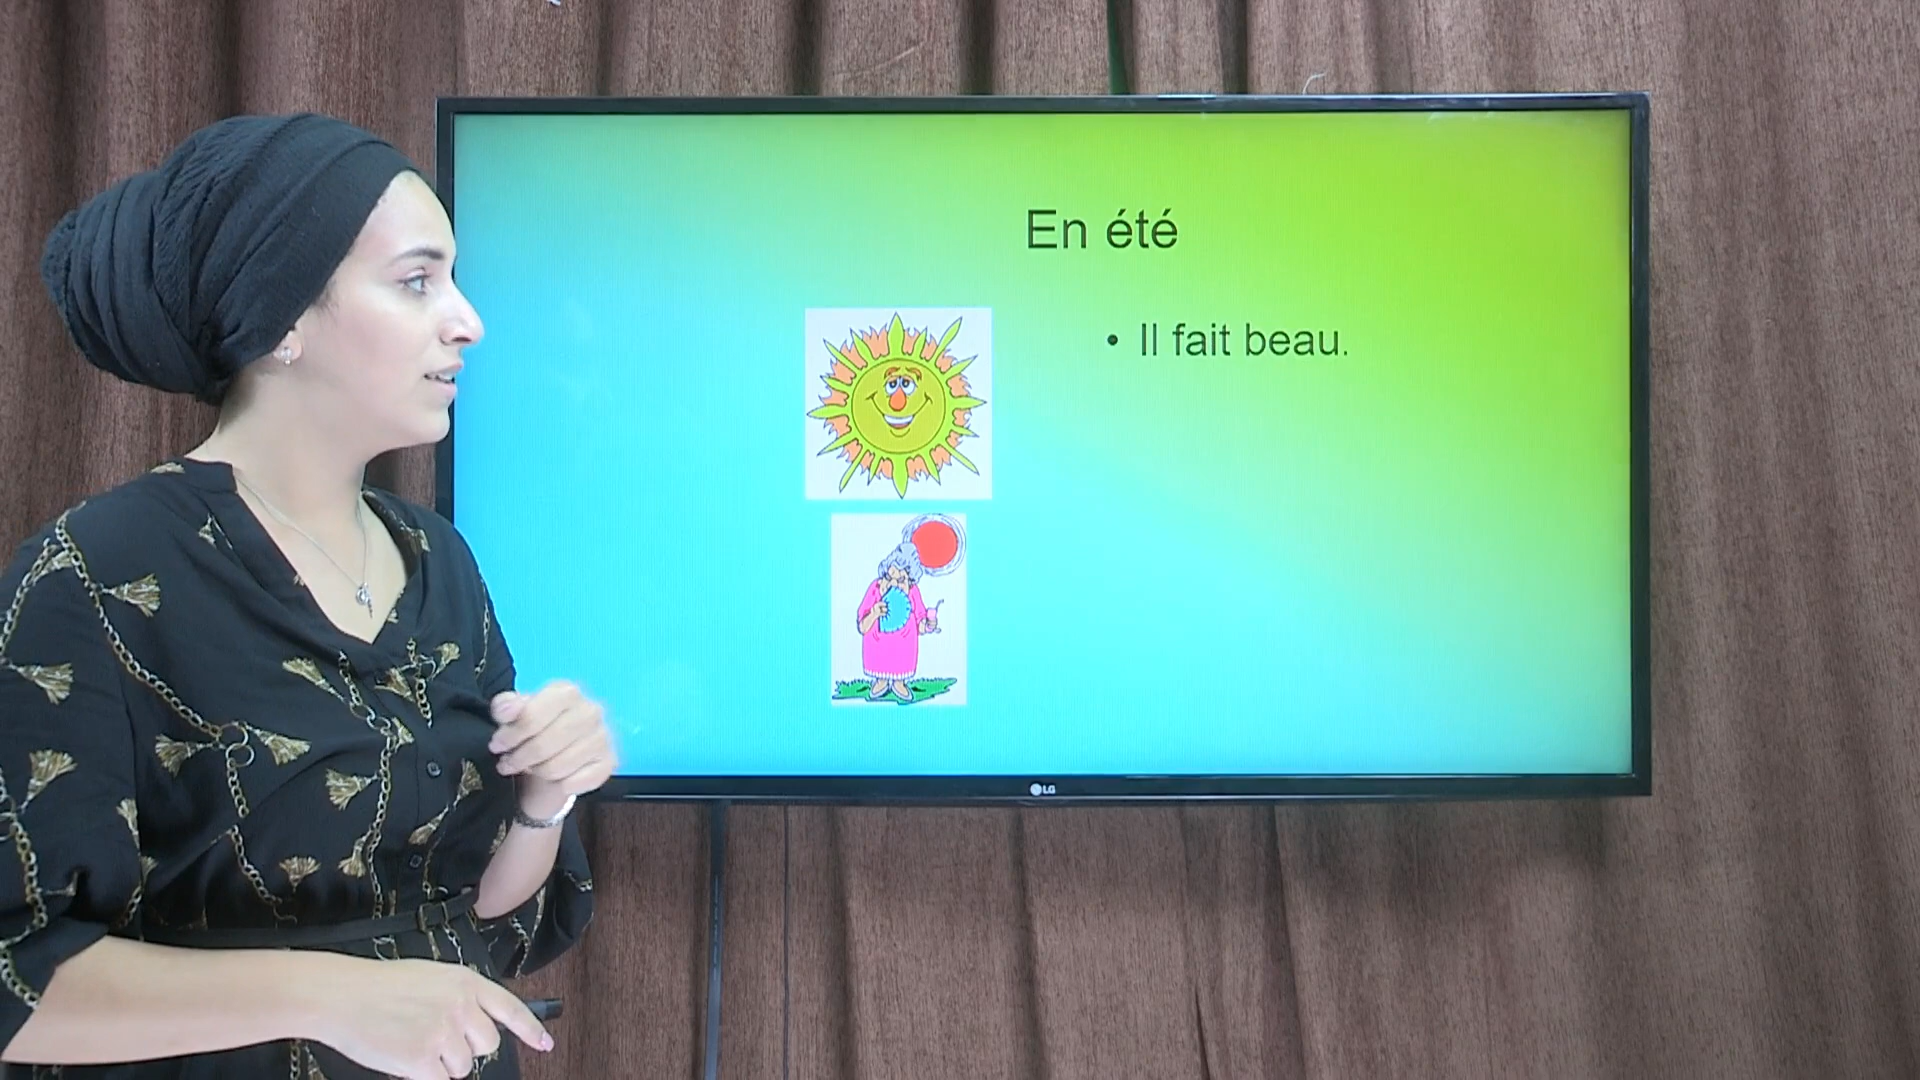 En été
• Il fait beau.
LG